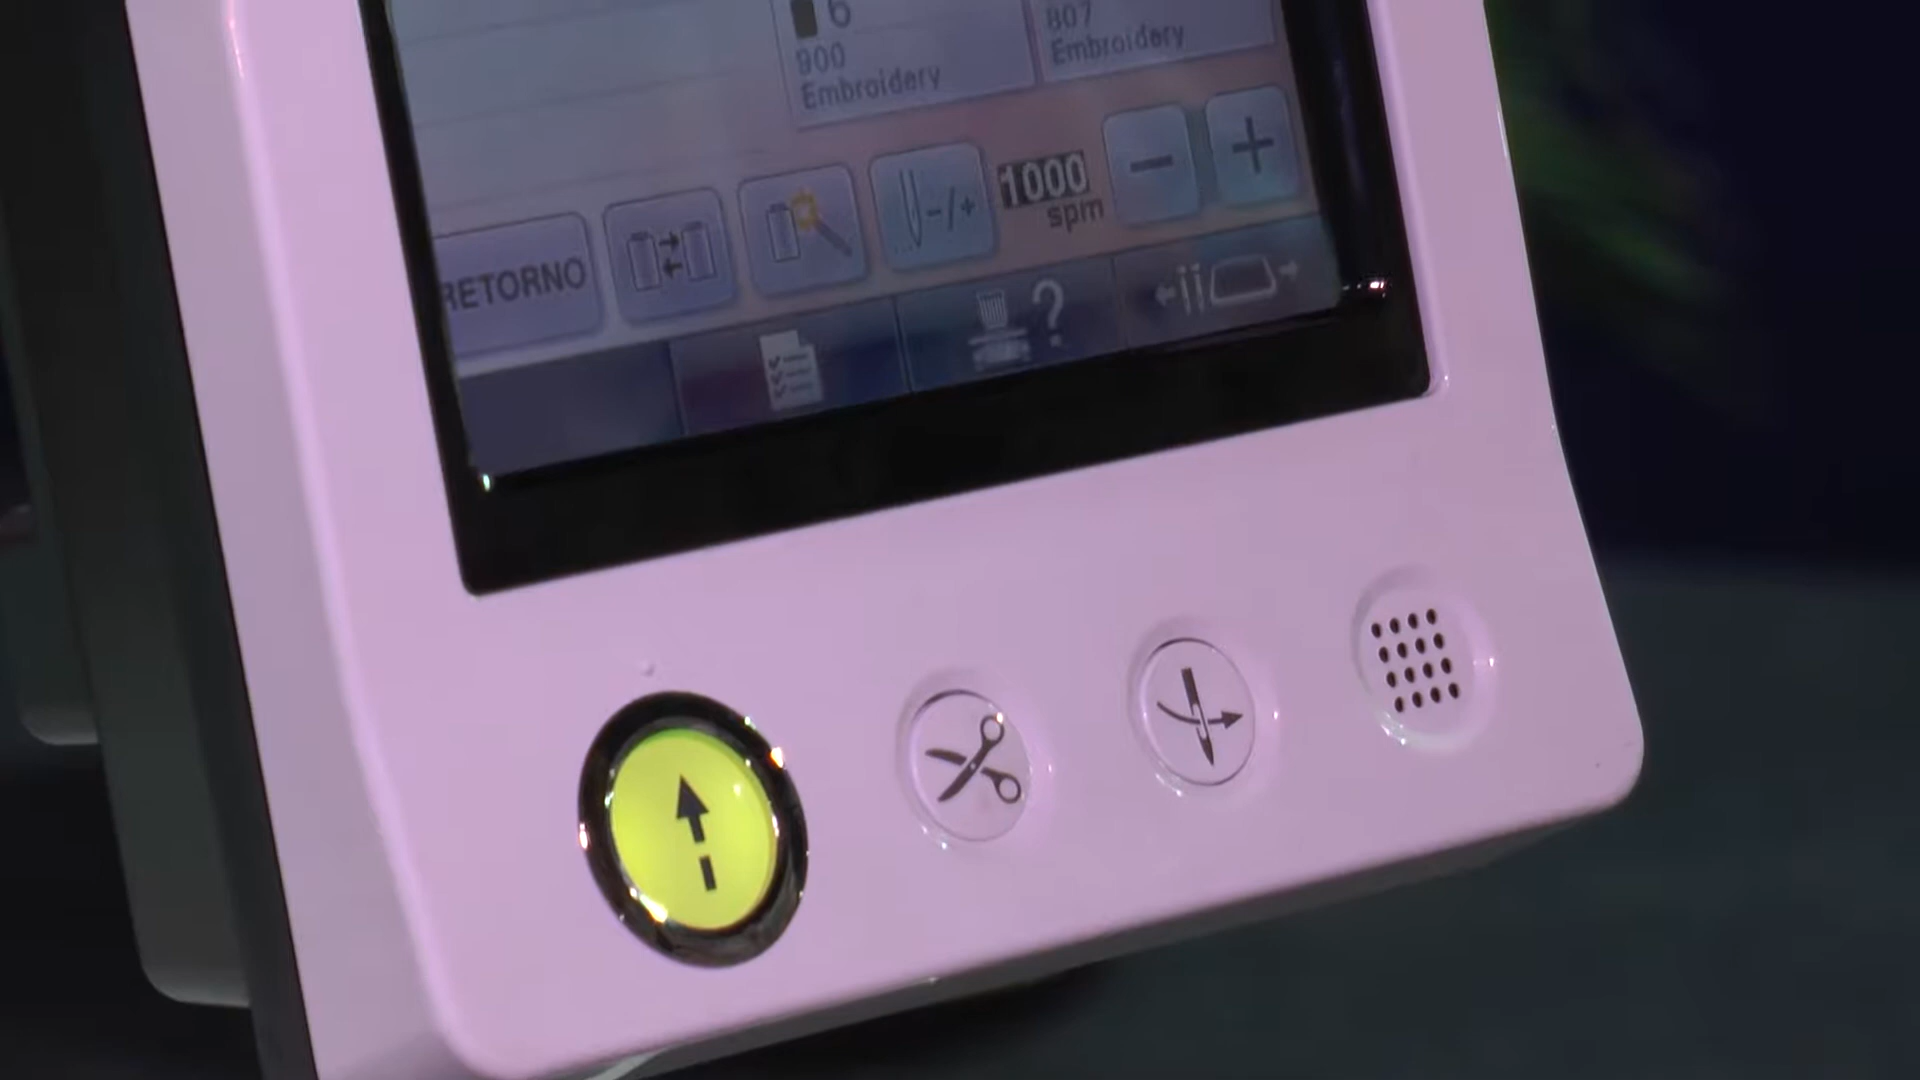 6
900
Embroidery
807
Embroidery
RETORNO
-/+
1000
spm
−
+
?